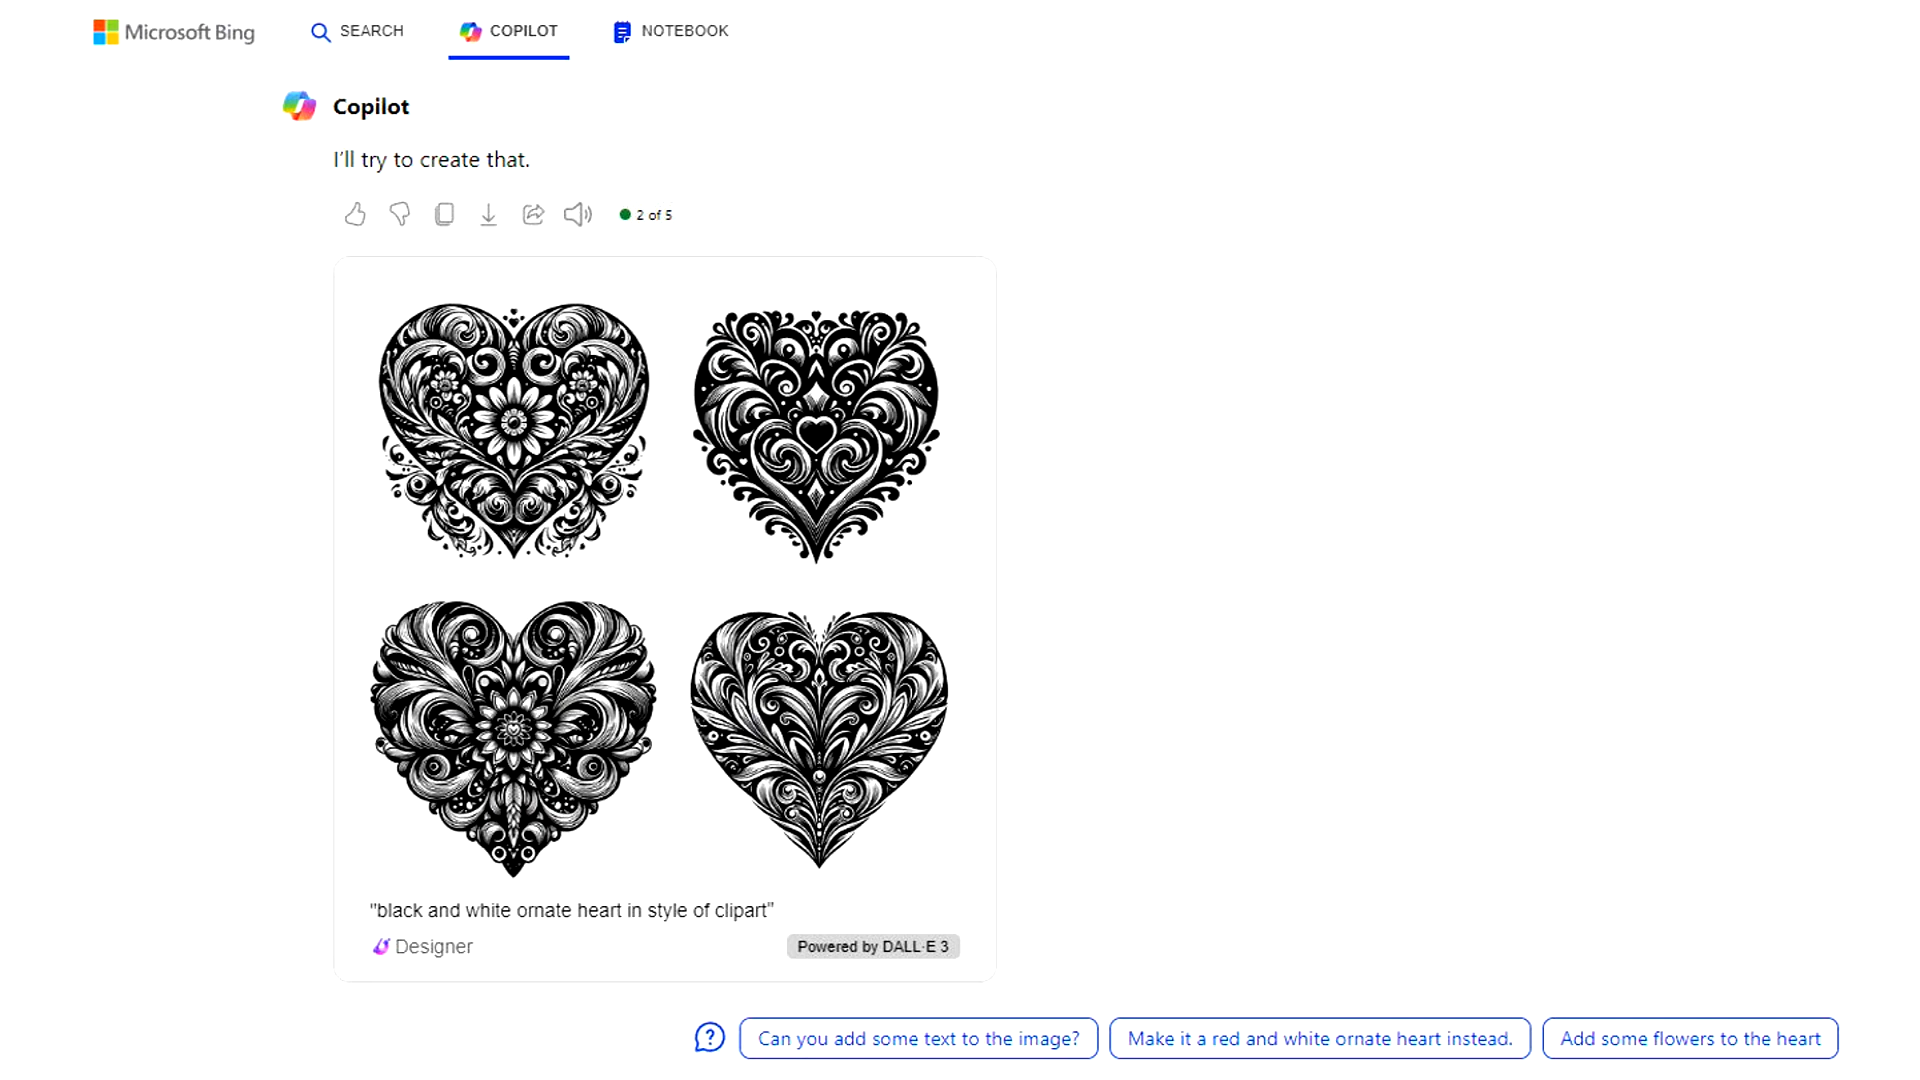 Microsoft Bing
SEARCH
COPILOT
NOTEBOOK
Copilot
I'll try to create that.
2 of 5
"black and white ornate heart in style of clipart"
Designer
Powered by DALL·E 3
Can you add some text to the image?
Make it a red and white ornate heart instead.
Add some flowers to the heart